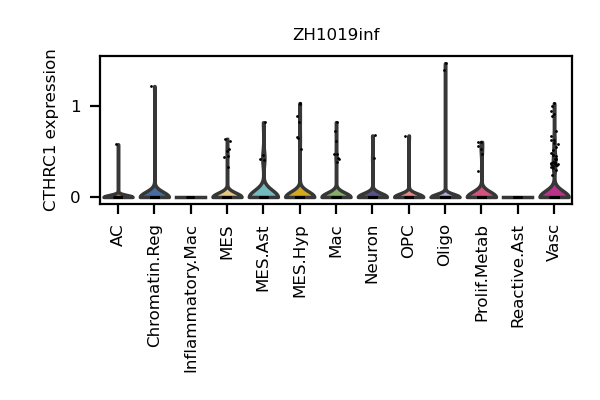 ZH1019inf
CTHRC1 expression
1
0
AC
Chromatin.Reg
Inflammatory.Mac
MES
MES.Ast
MES.Hyp
Mac
Neuron
OPC
Oligo
Prolif.Metab
Reactive.Ast
Vasc